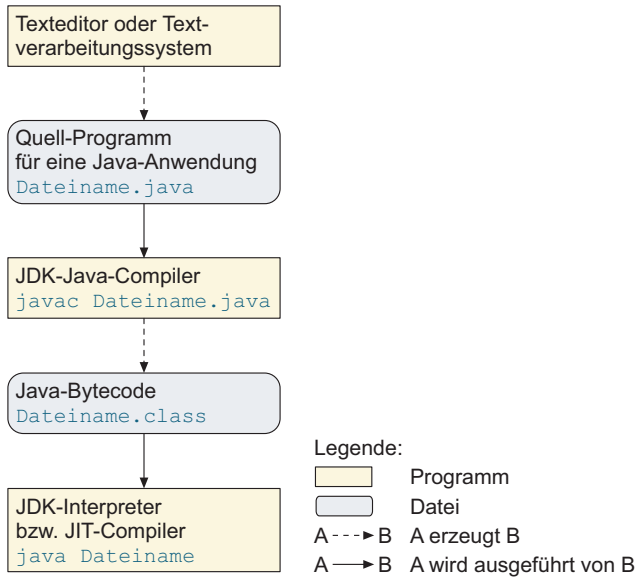 Texteditor oder Text-
verarbeitungssystem
Quell-Programm
für eine Java-Anwendung
Dateiname.java
JDK-Java-Compiler
javac Dateiname.java
Java-Bytecode
Dateiname.class
JDK-Interpreter
bzw. JIT-Compiler
java Dateiname
Legende:
Programm
Datei
A B A erzeugt B
A B A wird ausgeführt von B